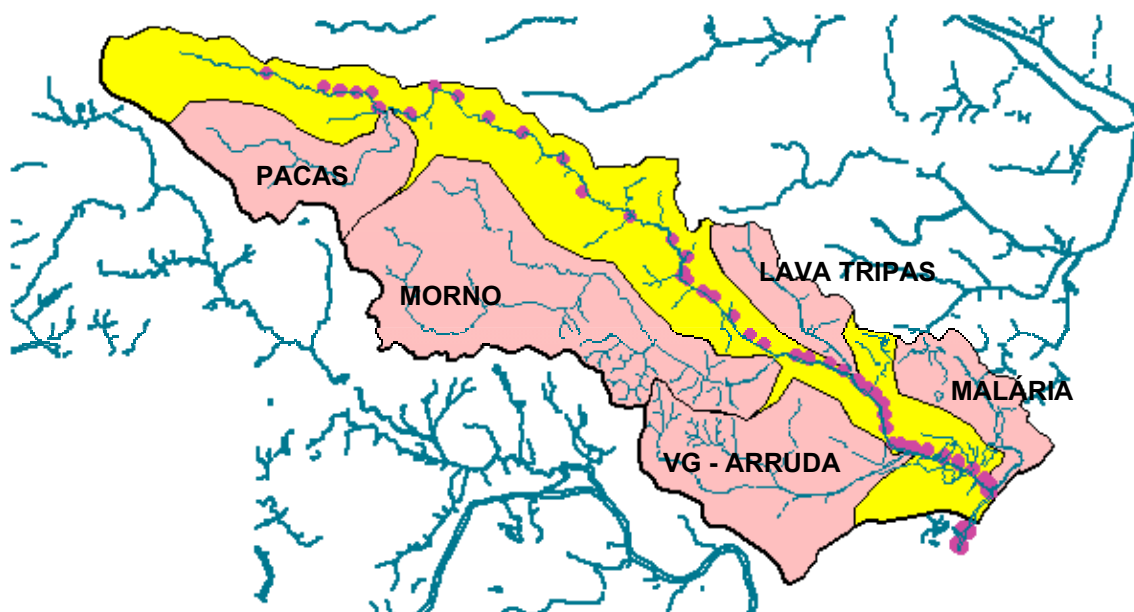 PACAS
LAVA TRIPAS
MORNO
MALÁRIA
VG - ARRUDA